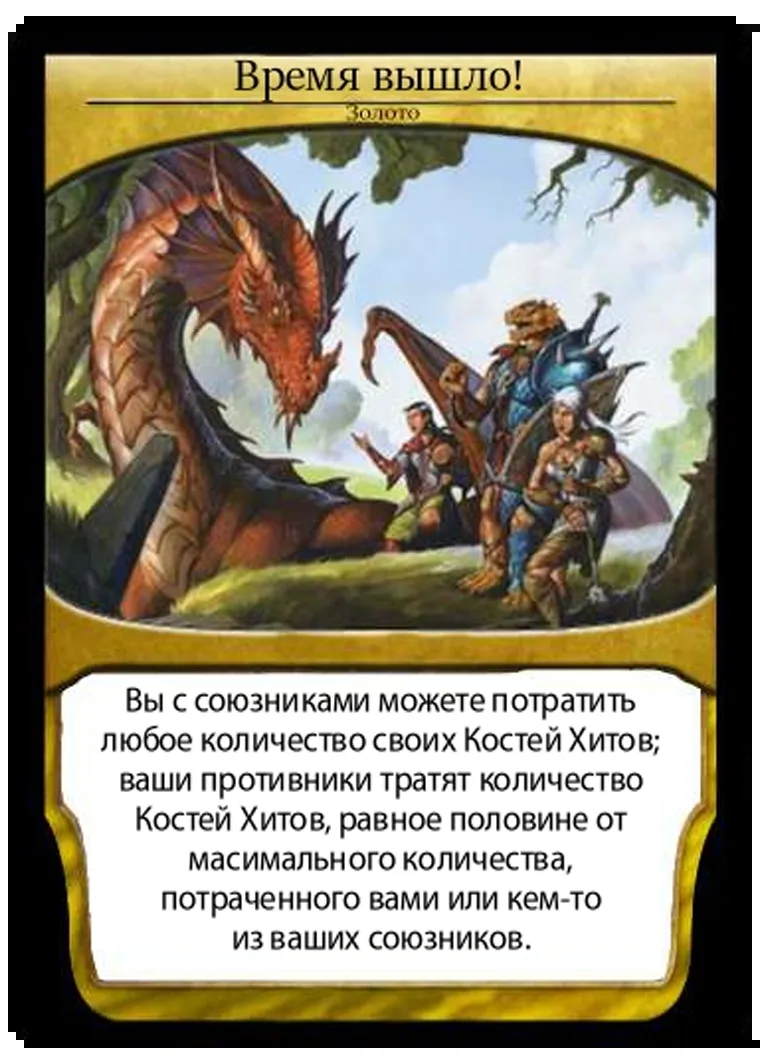 Время вышло!
Золото
Вы с союзниками можете потратить
любое количество своих Костей Хитов;
ваши противники тратят количество
Костей Хитов, равное половине от
масимального количества,
потраченного вами или кем-то
из ваших союзников.